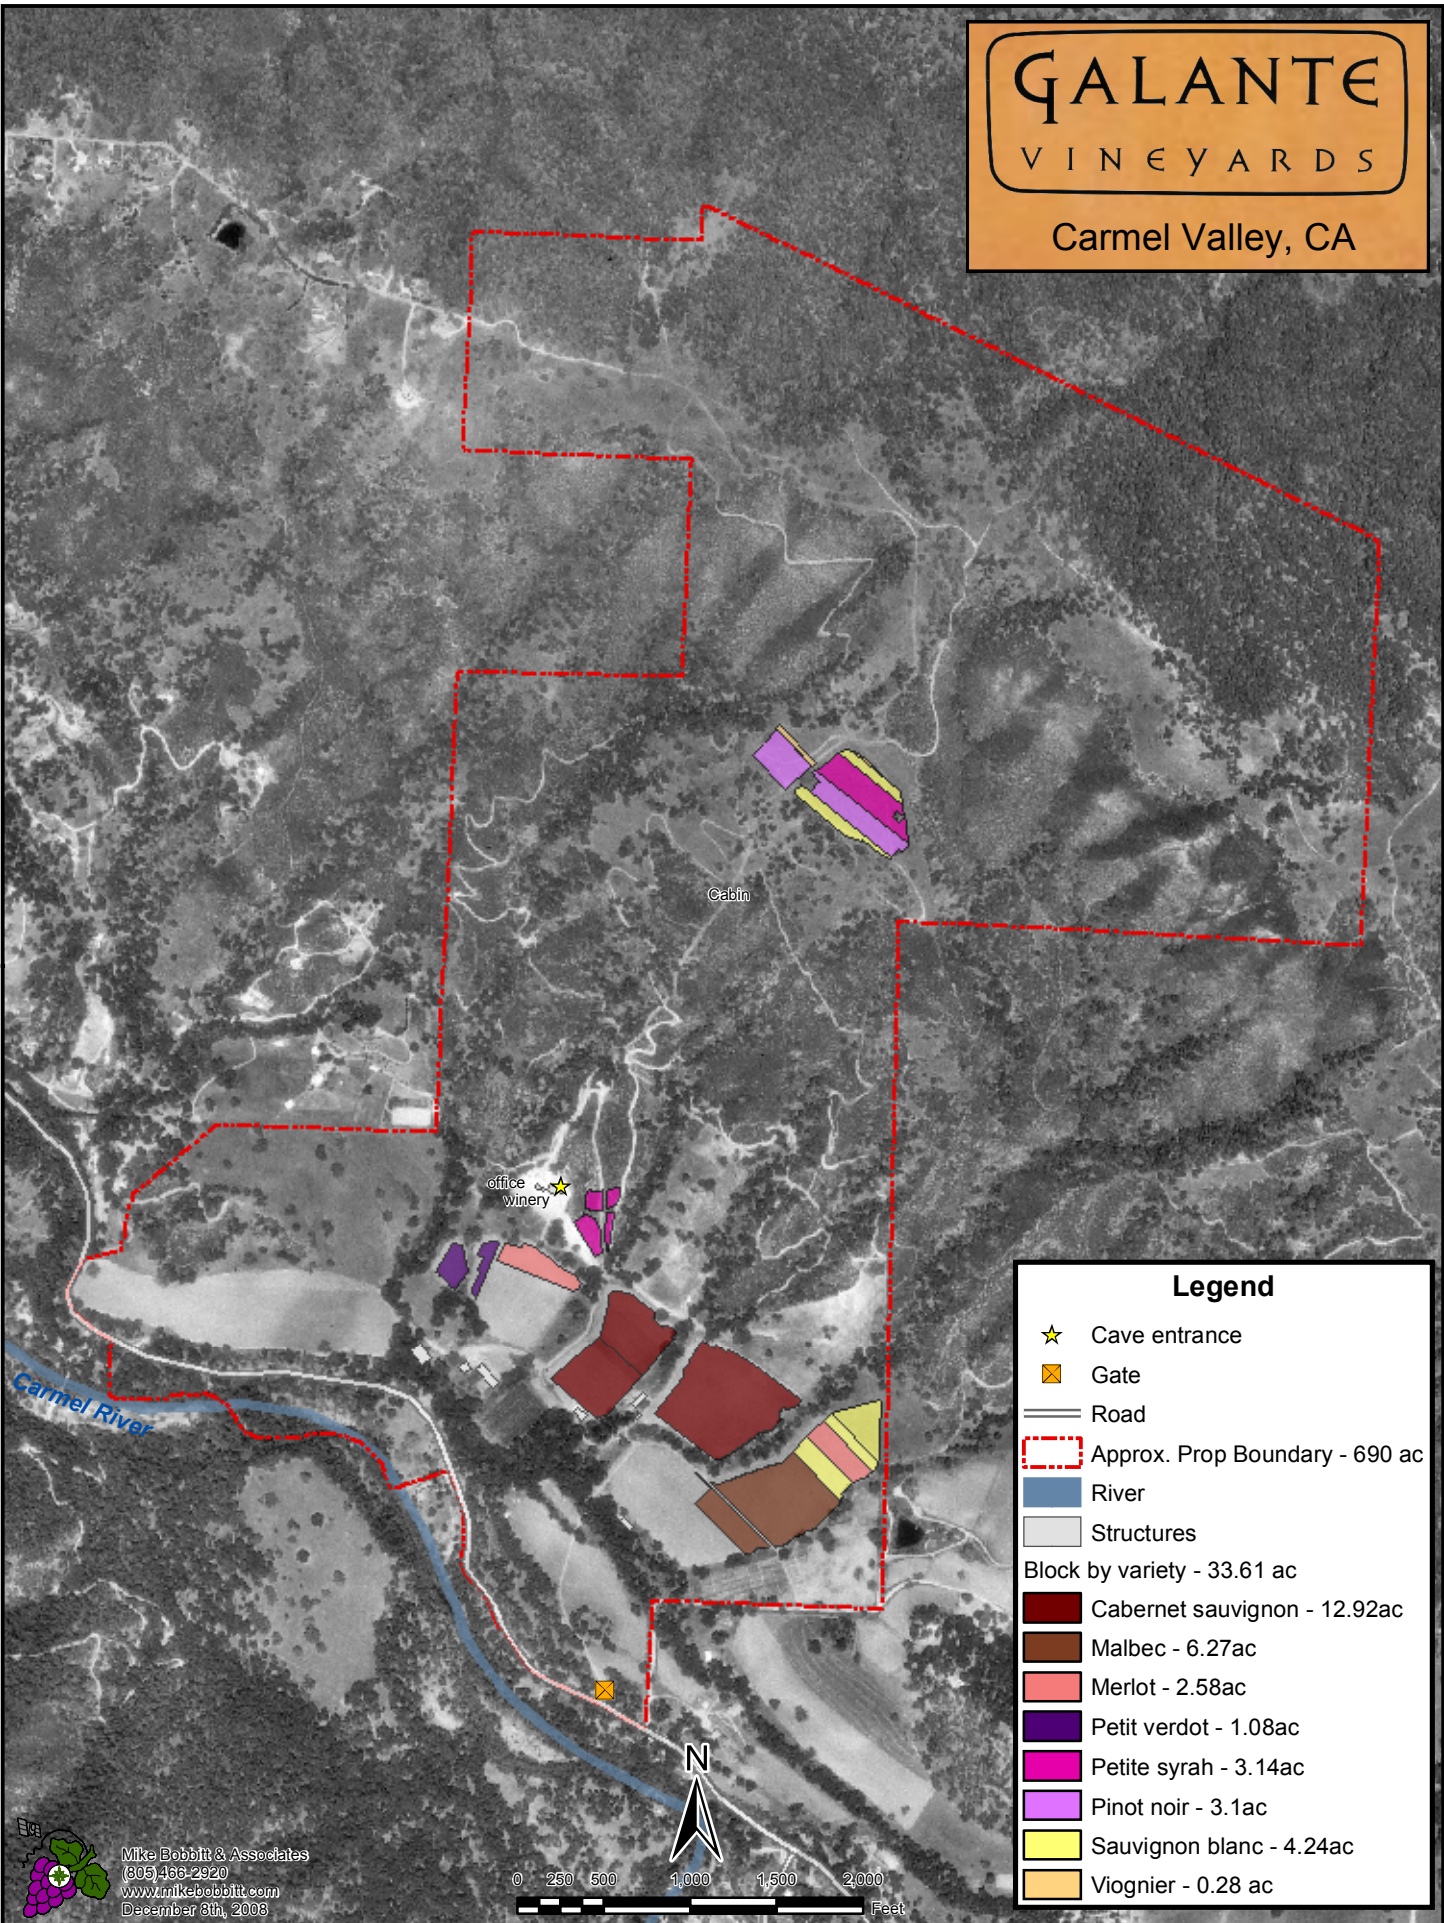 GALANTE
VINEYARDS
Carmel Valley, CA
Cabin
office
winery
Carmel River
Legend
Cave entrance
Gate
Road
Approx. Prop Boundary - 690 ac
River
Structures
Block by variety - 33.61 ac
Cabernet sauvignon - 12.92ac
Malbec - 6.27ac
Merlot - 2.58ac
Petit verdot - 1.08ac
Petite syrah - 3.14ac
Pinot noir - 3.1ac
Sauvignon blanc - 4.24ac
Viognier - 0.28 ac
N
Mike Bobbitt & Associates
(805)466-2920
www.mikebobbitt.com
December 8th, 2008
0 250 500 1,000 1,500 2,000
Feet